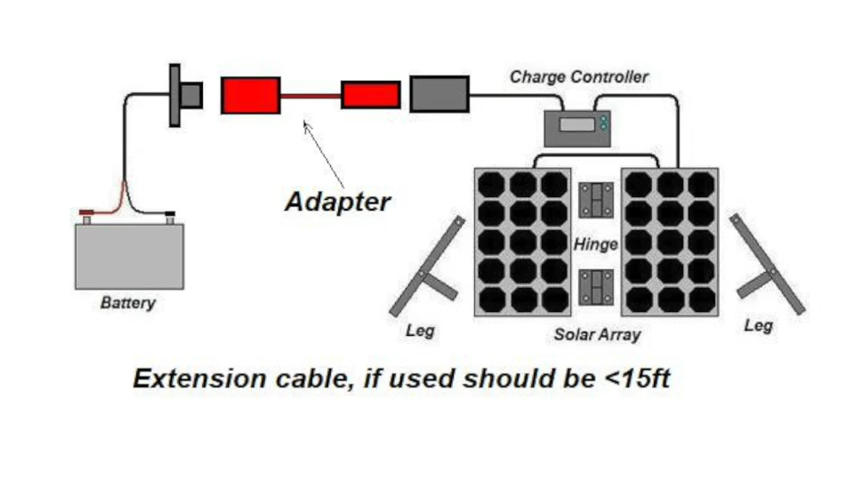 Charge Controller
Adapter
Hinge
Battery
Leg
Solar Array
Leg
Extension cable, if used should be <15ft